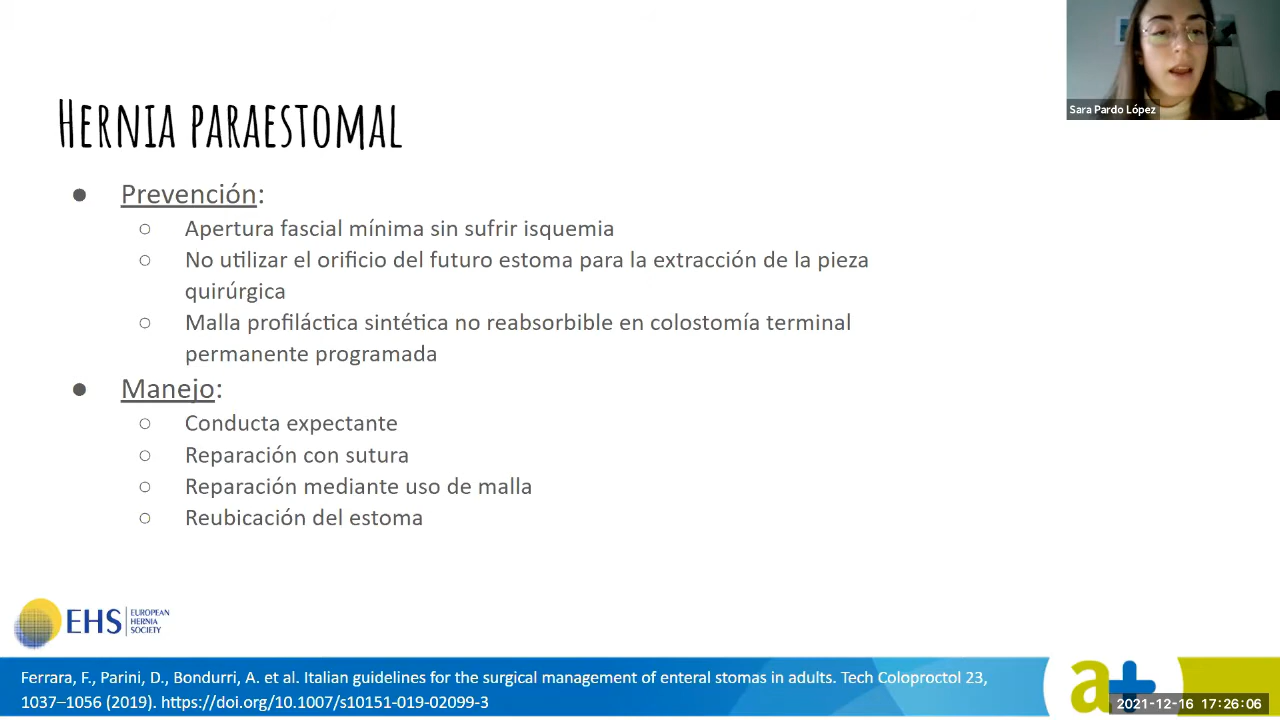 Sara Pardo López
HERNIA PARAESTOMAL
● Prevención:
○ Apertura fascial mínima sin sufrir isquemia
○ No utilizar el orificio del futuro estoma para la extracción de la pieza
quirúrgica
○ Malla profiláctica sintética no reabsorbible en colostomía terminal
permanente programada
● Manejo:
○ Conducta expectante
○ Reparación con sutura
○ Reparación mediante uso de malla
○ Reubicación del estoma
EHS EUROPEAN
HERNIA
SOCIETY
Ferrara, F., Parini, D., Bondurri, A. et al. Italian guidelines for the surgical management of enteral stomas in adults. Tech Coloproctol 23,
1037–1056 (2019). https://doi.org/10.1007/s10151-019-02099-3
a+
2021-12-16 17:26:06